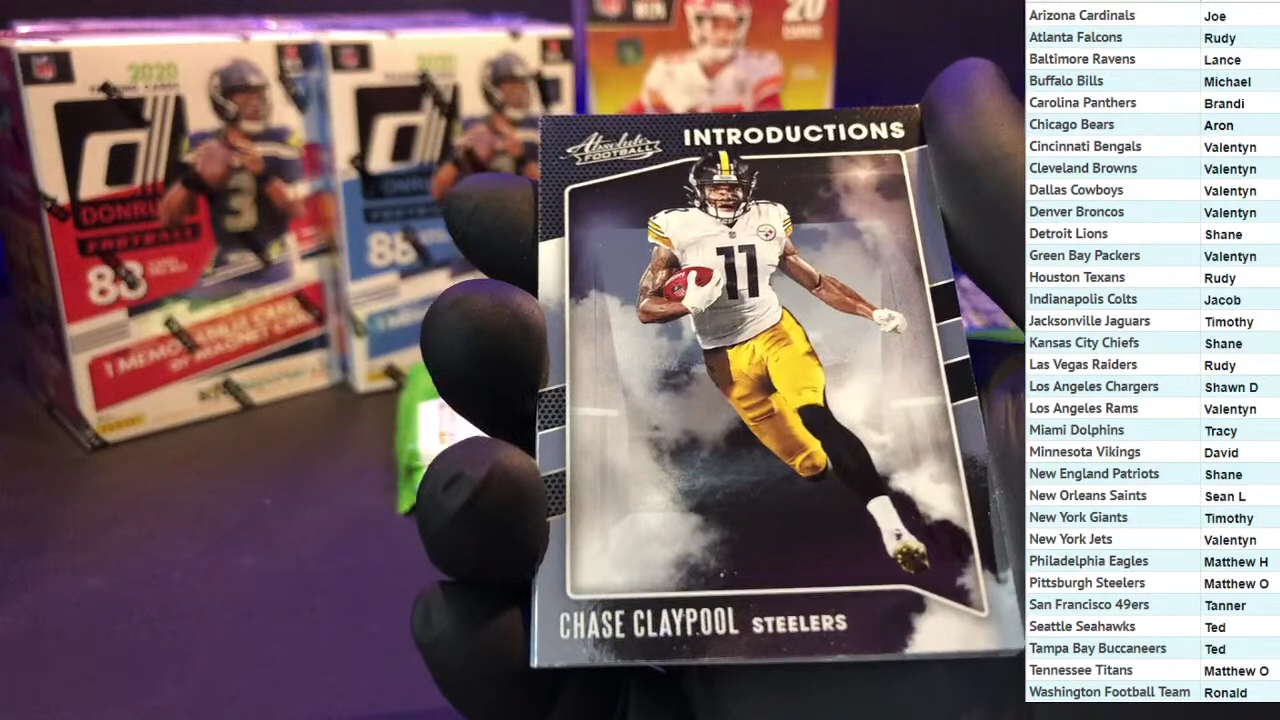 2020
DONRUSS
FOOTBALL
88
1 MEMO
20
Absolute
FOOTBALL
INTRODUCTIONS
11
CHASE CLAYPOOL STEELERS
Arizona Cardinals Joe
Atlanta Falcons Rudy
Baltimore Ravens Lance
Buffalo Bills Michael
Carolina Panthers Brandi
Chicago Bears Aron
Cincinnati Bengals Valentyn
Cleveland Browns Valentyn
Dallas Cowboys Valentyn
Denver Broncos Valentyn
Detroit Lions Shane
Green Bay Packers Valentyn
Houston Texans Rudy
Indianapolis Colts Jacob
Jacksonville Jaguars Timothy
Kansas City Chiefs Shane
Las Vegas Raiders Rudy
Los Angeles Chargers Shawn D
Los Angeles Rams Valentyn
Miami Dolphins Tracy
Minnesota Vikings David
New England Patriots Shane
New Orleans Saints Sean L
New York Giants Timothy
New York Jets Valentyn
Philadelphia Eagles Matthew H
Pittsburgh Steelers Matthew O
San Francisco 49ers Tanner
Seattle Seahawks Ted
Tampa Bay Buccaneers Ted
Tennessee Titans Matthew O
Washington Football Team Ronald